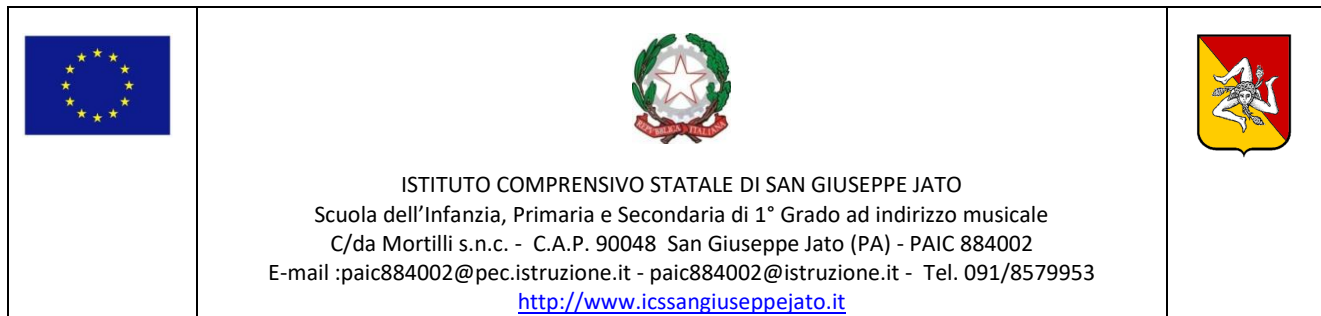 REPVBBLICA ITALIANA
ISTITUTO COMPRENSIVO STATALE DI SAN GIUSEPPE JATO
Scuola dell’Infanzia, Primaria e Secondaria di 1° Grado ad indirizzo musicale
C/da Mortilli s.n.c. - C.A.P. 90048 San Giuseppe Jato (PA) - PAIC 884002
E-mail :paic884002@pec.istruzione.it - paic884002@istruzione.it - Tel. 091/8579953
http://www.icssangiuseppejato.it